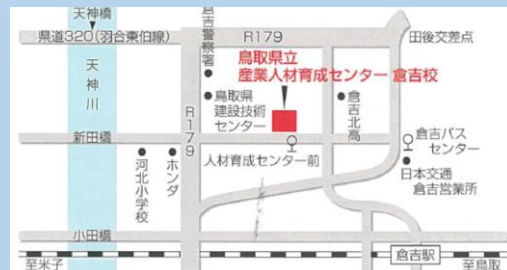 天神橋
県道320(羽合東伯線)
倉吉警察署
R179
田後交差点
鳥取県立
産業人材育成センター 倉吉校
天神川
鳥取県
建設技術
センター
R179
倉吉北高
新田橋
倉吉バス
センター
人材育成センター前
河北小学校
ホンダ
日本交通
倉吉営業所
小田橋
倉吉駅
至米子
至鳥取